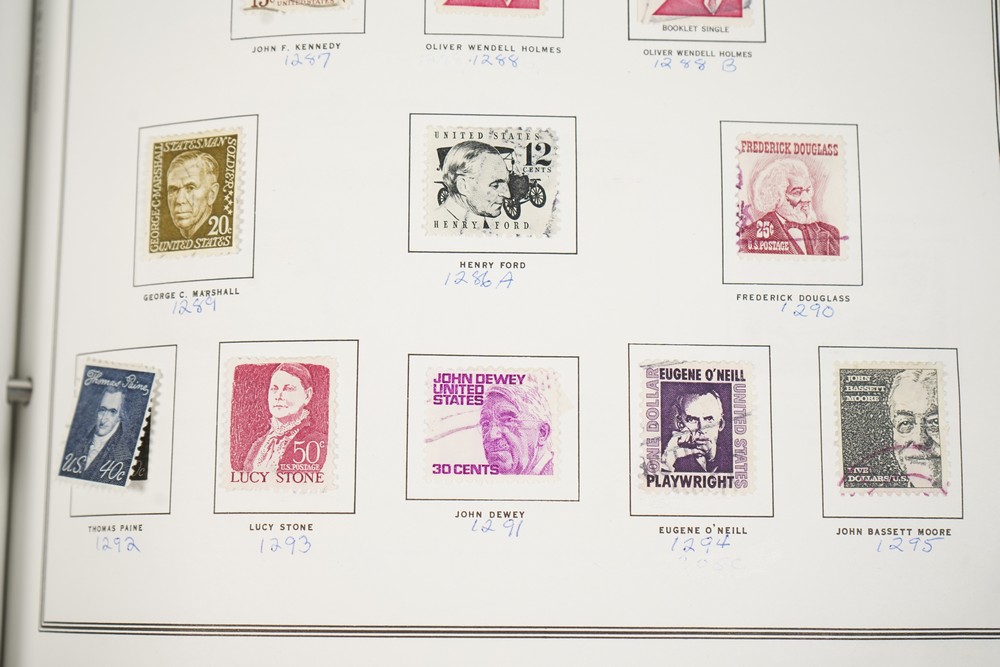 13c
UNITED STATES
BOOKLET SINGLE
JOHN F. KENNEDY
1287
OLIVER WENDELL HOLMES
1288
OLIVER WENDELL HOLMES
1288 B
GEORGE·C·MARSHALL
STATESMAN
SOLDIER
20c
UNITED STATES
GEORGE C. MARSHALL
1289
UNITED STATES
12
CENTS
HENRY FORD
HENRY FORD
1286A
FREDERICK DOUGLASS
25c
U.S. POSTAGE
FREDERICK DOUGLASS
1290
Thomas Paine
U.S. 40c
THOMAS PAINE
1292
50c
U.S. POSTAGE
LUCY STONE
LUCY STONE
1293
JOHN DEWEY
UNITED
STATES
30 CENTS
JOHN DEWEY
1291
EUGENE O'NEILL
ONE DOLLAR
UNITED STATES
PLAYWRIGHT
EUGENE O'NEILL
1294
JOHN
BASSETT
MOORE
FIVE
DOLLARS/U.S.
JOHN BASSETT MOORE
1295